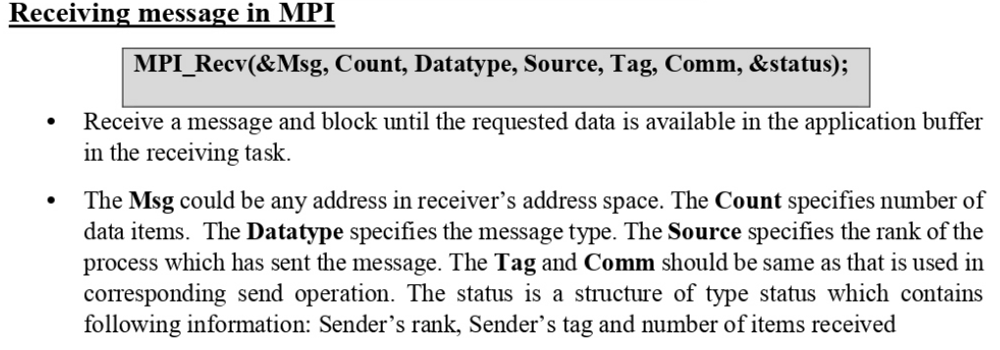 Receiving message in MPI
MPI_Recv(&Msg, Count, Datatype, Source, Tag, Comm, &status);
• Receive a message and block until the requested data is available in the application buffer
in the receiving task.
• The Msg could be any address in receiver’s address space. The Count specifies number of
data items. The Datatype specifies the message type. The Source specifies the rank of the
process which has sent the message. The Tag and Comm should be same as that is used in
corresponding send operation. The status is a structure of type status which contains
following information: Sender’s rank, Sender’s tag and number of items received